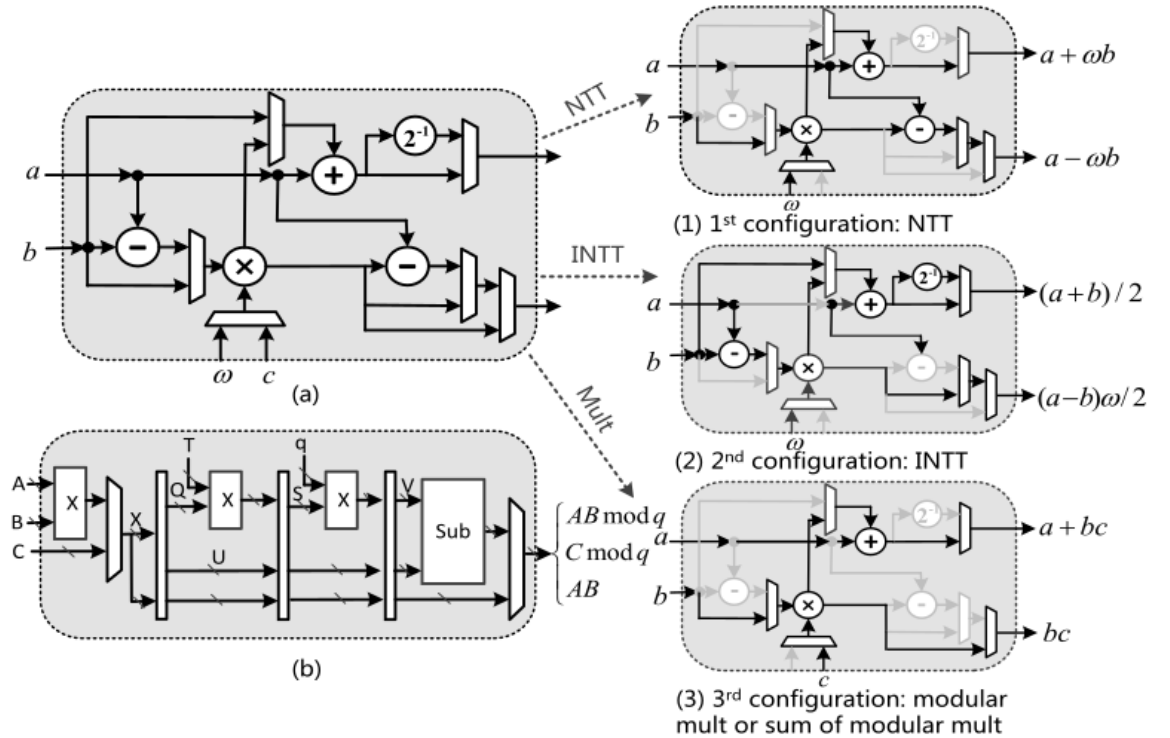 a
b
2⁻¹
+
−
×
−
ω
c
(a)
NTT
INTT
Mult
A
B
C
X
X
T
Q
X
U
q
S
X
V
Sub
AB mod q
C mod q
AB
(b)
a
b
2⁻¹
+
-
×
-
ω
a + ωb
a − ωb
(1) 1st configuration: NTT
a
b
2⁻¹
+
-
×
-
ω
(a+b)/2
(a−b)ω/2
(2) 2nd configuration: INTT
a
b
2⁻¹
+
-
×
-
c
a + bc
bc
(3) 3rd configuration: modular
mult or sum of modular mult